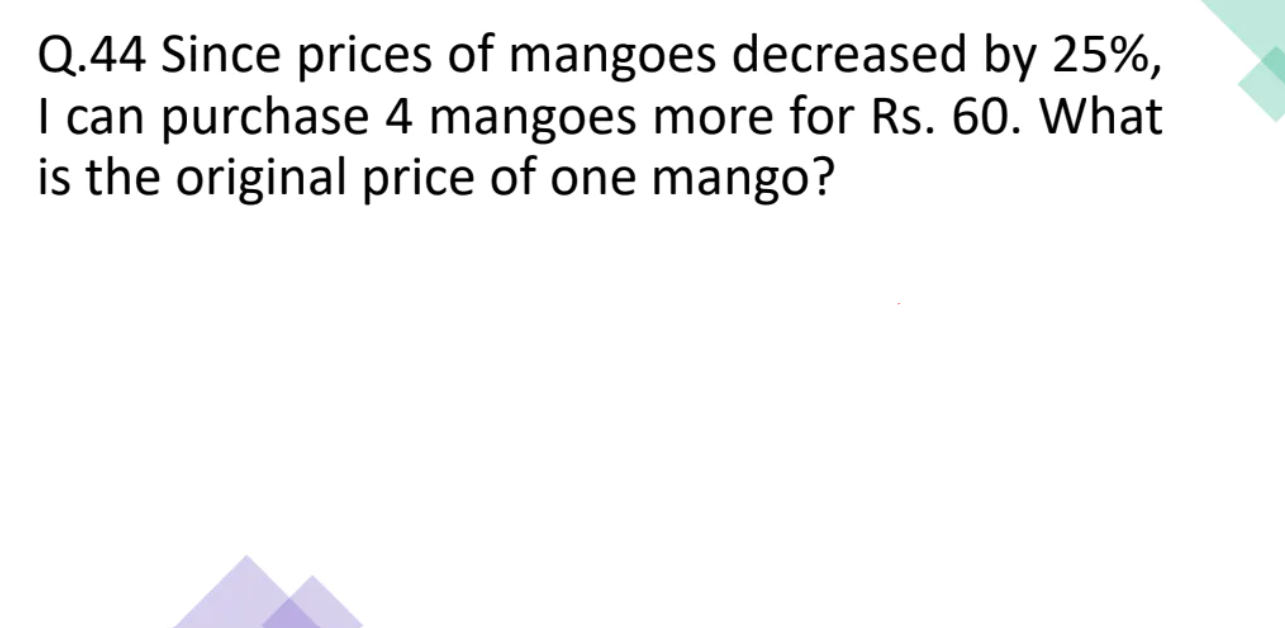 Q.44 Since prices of mangoes decreased by 25%,
I can purchase 4 mangoes more for Rs. 60. What
is the original price of one mango?